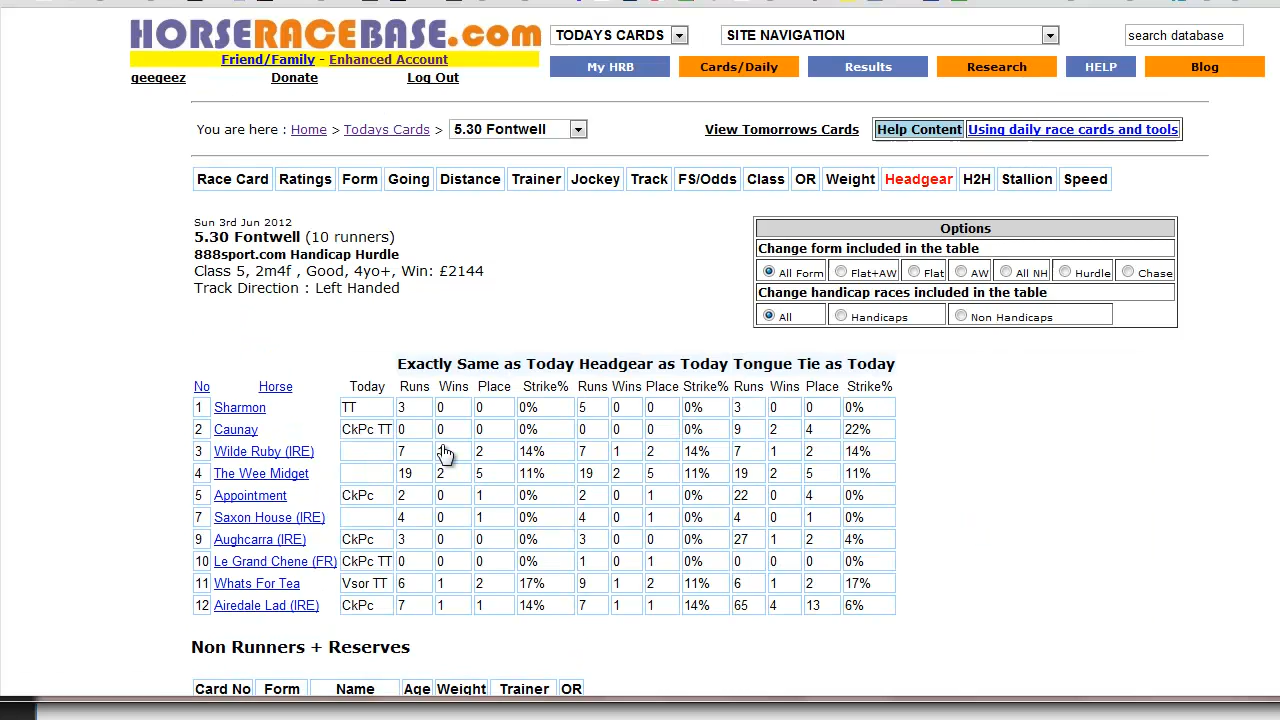 HORSERACEBASE.com
TODAYS CARDS
SITE NAVIGATION
search database
Friend/Family - Enhanced Account
geegeez Donate Log Out
My HRB Cards/Daily Results Research HELP Blog
You are here : Home > Todays Cards > 5.30 Fontwell
View Tomorrows Cards
Help Content Using daily race cards and tools
Race Card Ratings Form Going Distance Trainer Jockey Track FS/Odds Class OR Weight Headgear H2H Stallion Speed
Sun 3rd Jun 2012
5.30 Fontwell (10 runners)
888sport.com Handicap Hurdle
Class 5, 2m4f , Good, 4yo+, Win: £2144
Track Direction : Left Handed
Options
Change form included in the table
All Form Flat+AW Flat AW All NH Hurdle Chase
Change handicap races included in the table
All Handicaps Non Handicaps
Exactly Same as Today Headgear as Today Tongue Tie as Today
No Horse Today Runs Wins Place Strike% Runs Wins Place Strike% Runs Wins Place Strike%
1 Sharmon TT 3 0 0 0% 5 0 0 0% 3 0 0 0%
2 Caunay CkPc TT 0 0 0 0% 0 0 0 0% 9 2 4 22%
3 Wilde Ruby (IRE) 7 2 14% 7 1 2 14% 7 1 2 14%
4 The Wee Midget 19 2 5 11% 19 2 5 11% 19 2 5 11%
5 Appointment CkPc 2 0 1 0% 2 0 1 0% 22 0 4 0%
7 Saxon House (IRE) 4 0 1 0% 4 0 1 0% 4 0 1 0%
9 Aughcarra (IRE) CkPc 3 0 0 0% 3 0 0 0% 27 1 2 4%
10 Le Grand Chene (FR) CkPc TT 0 0 0 0% 1 0 1 0% 0 0 0 0%
11 Whats For Tea Vsor TT 6 1 2 17% 9 1 2 11% 6 1 2 17%
12 Airedale Lad (IRE) CkPc 7 1 1 14% 7 1 1 14% 65 4 13 6%
Non Runners + Reserves
Card No Form Name Age Weight Trainer OR